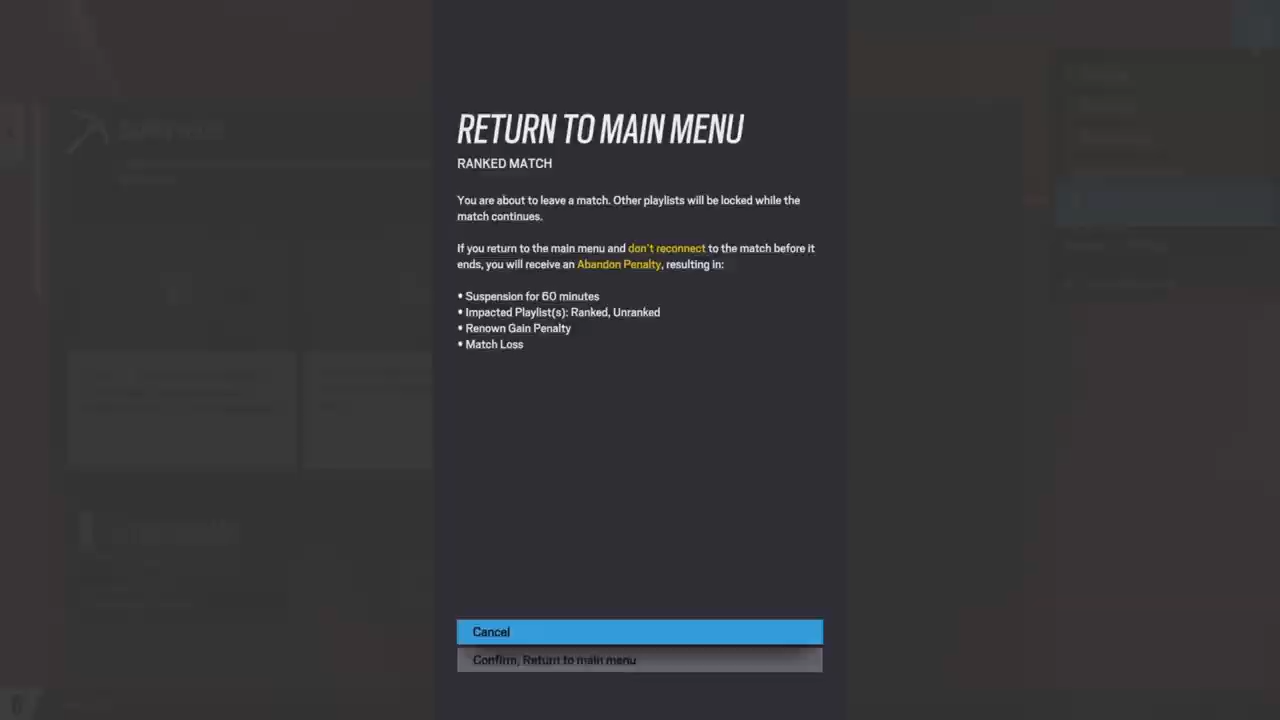 RETURN TO MAIN MENU
RANKED MATCH
You are about to leave a match. Other playlists will be locked while the
match continues.
If you return to the main menu and don't reconnect to the match before it
ends, you will receive an Abandon Penalty, resulting in:
• Suspension for 60 minutes
• Impacted Playlist(s): Ranked, Unranked
• Renown Gain Penalty
• Match Loss
Cancel
Confirm, Return to main menu